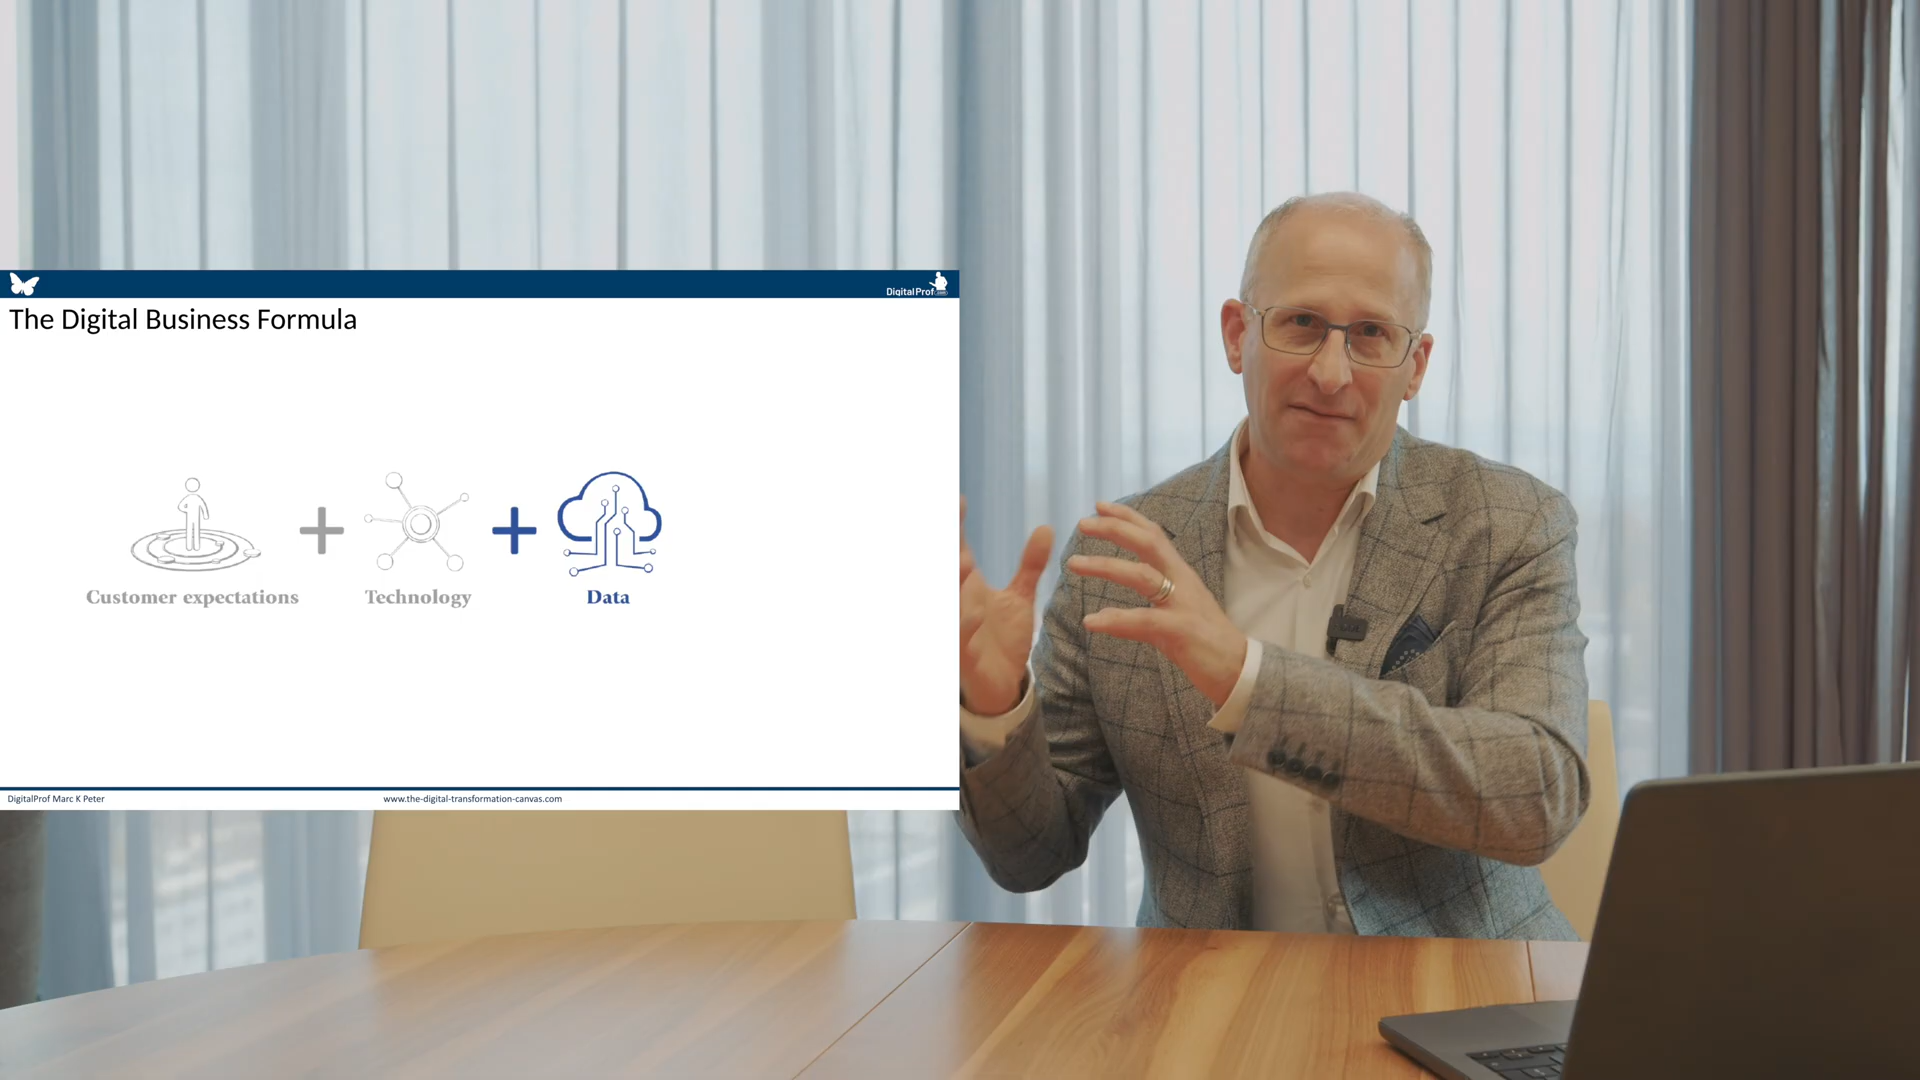 DigitalProf
The Digital Business Formula
Customer expectations
Technology
Data
DigitalProf Marc K Peter
www.the-digital-transformation-canvas.com